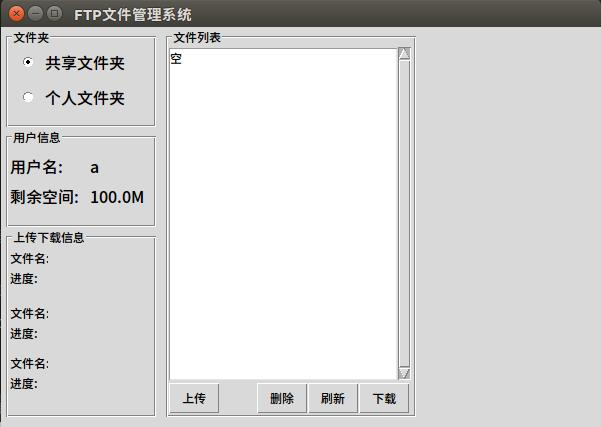 FTP文件管理系统
文件夹
共享文件夹
个人文件夹
用户信息
用户名: a
剩余空间: 100.0M
上传下载信息
文件名:
进度:
文件名:
进度:
文件名:
进度:
文件列表
空
上传 删除 刷新 下载